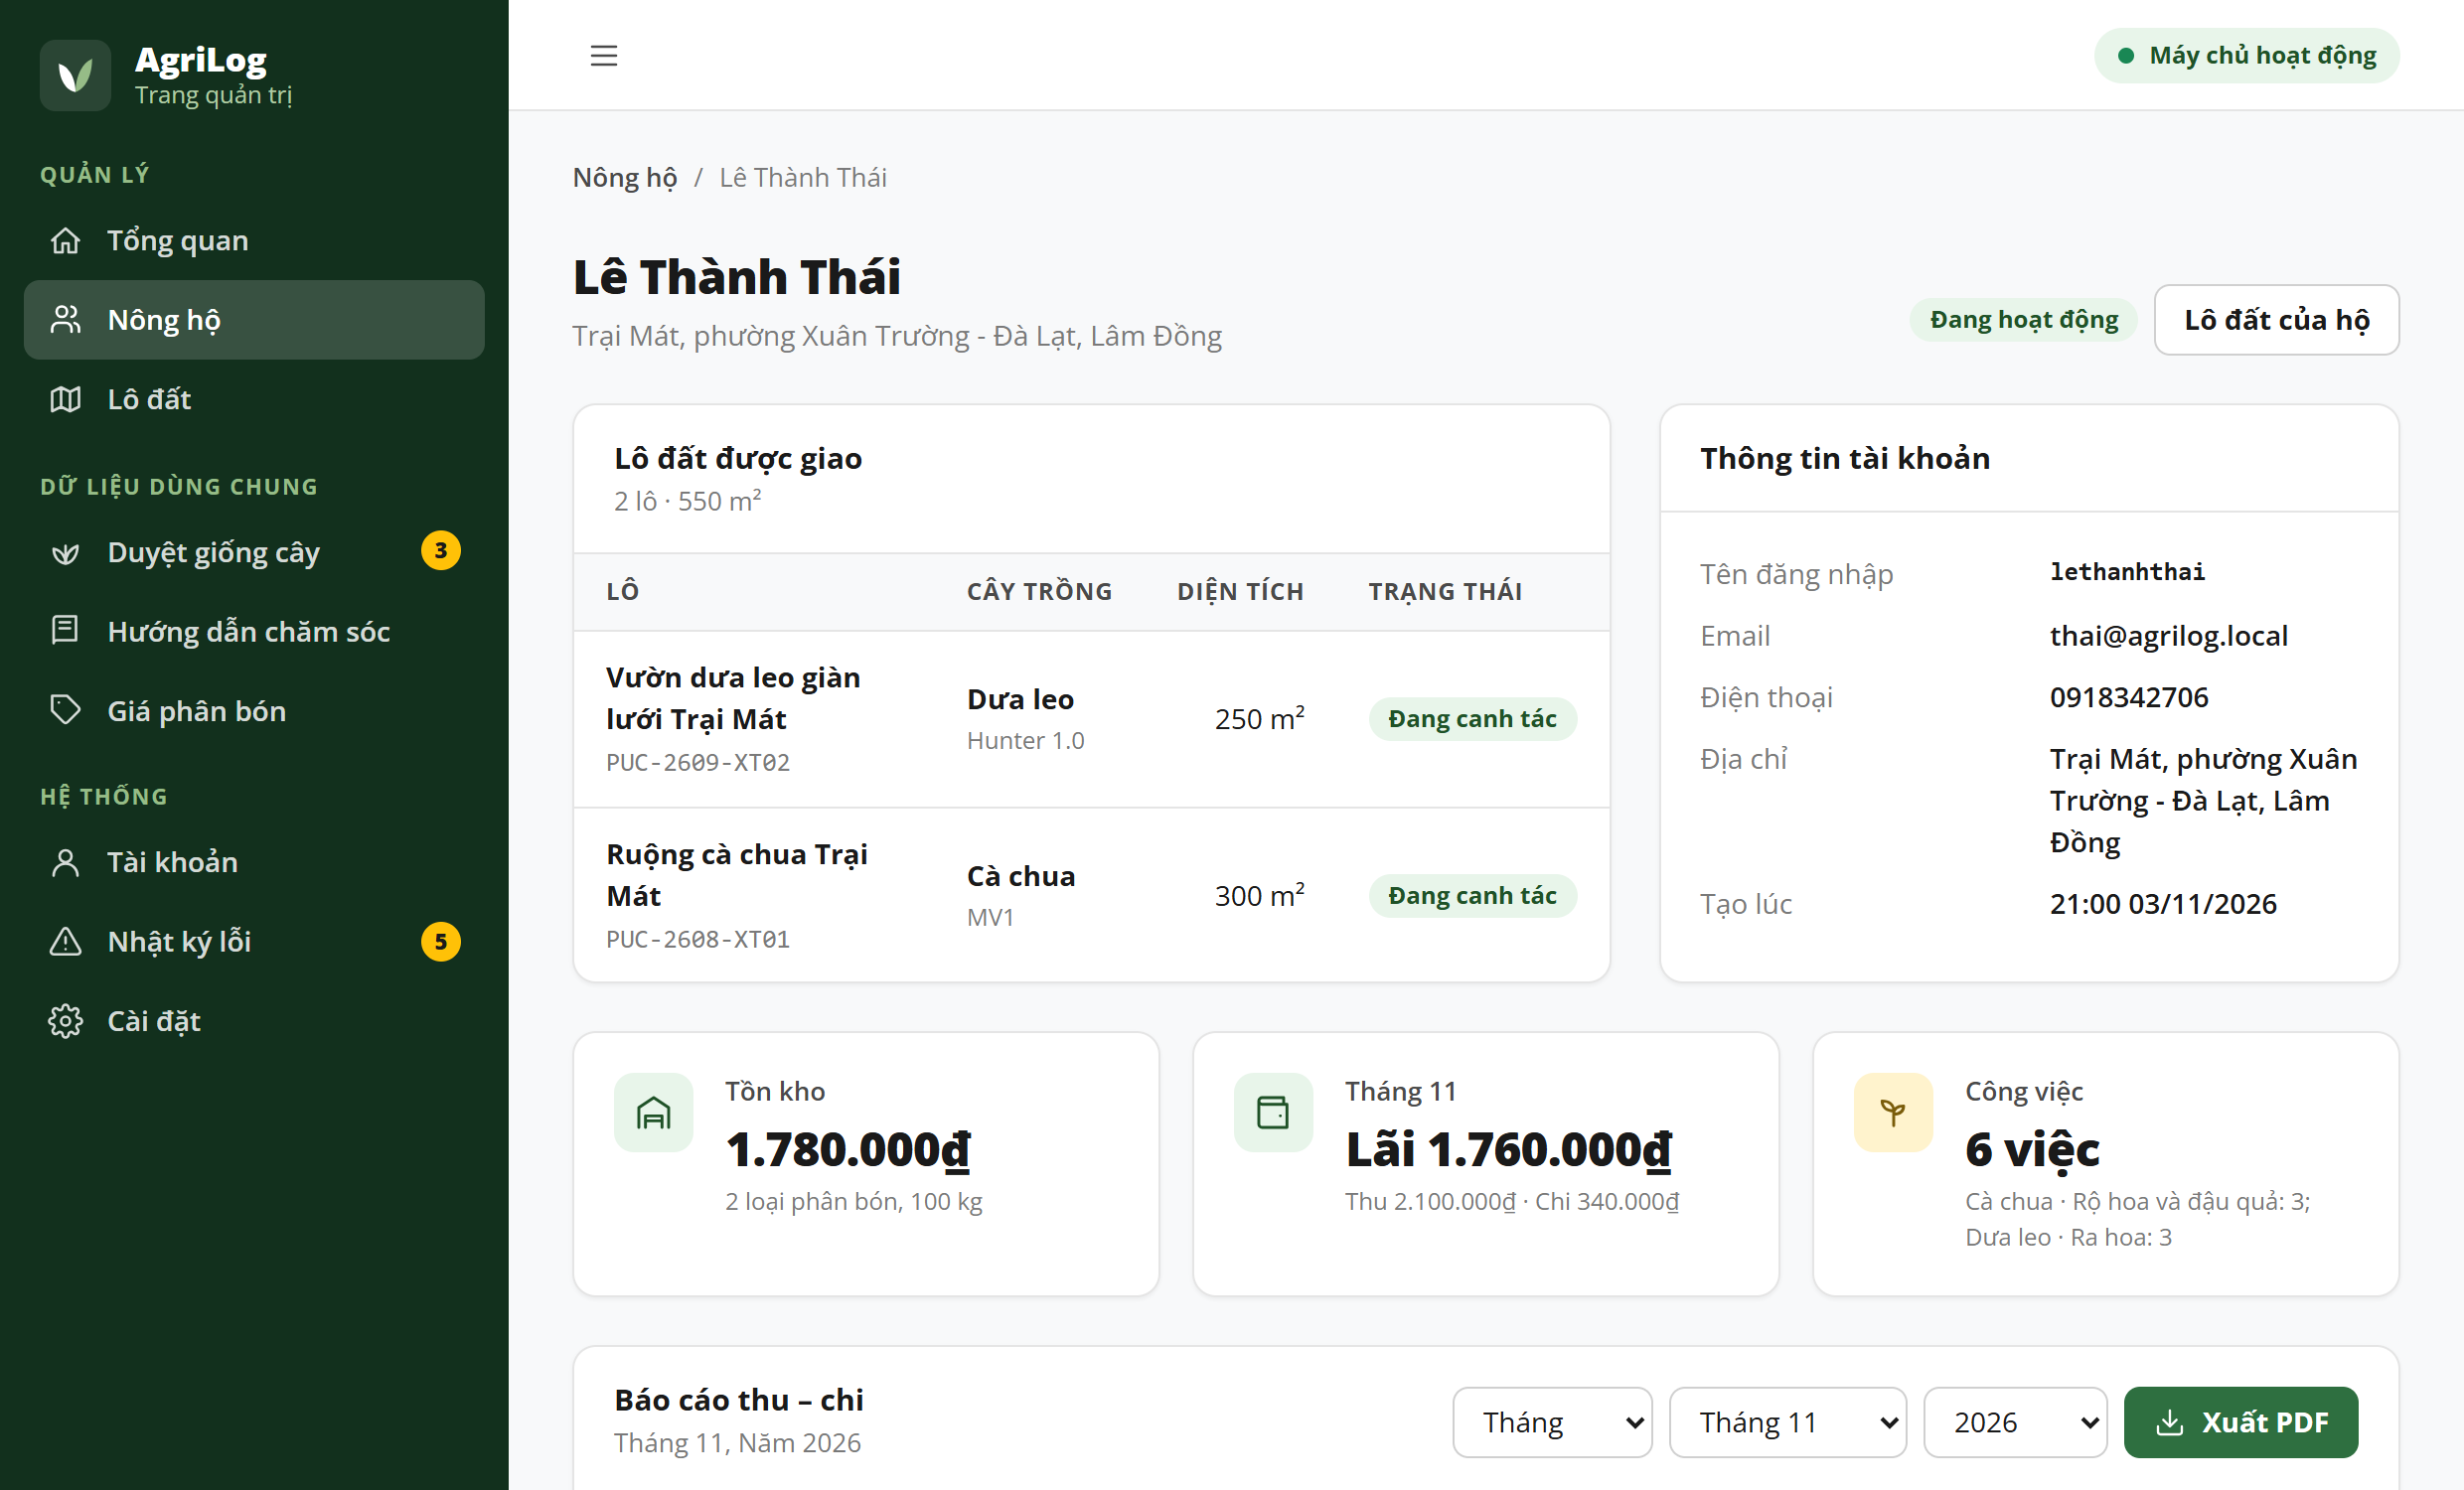 AgriLog
Trang quản trị
QUẢN LÝ
Tổng quan
Nông hộ
Lô đất
DỮ LIỆU DÙNG CHUNG
Duyệt giống cây
3
Hướng dẫn chăm sóc
Giá phân bón
HỆ THỐNG
Tài khoản
Nhật ký lỗi
5
Cài đặt
Máy chủ hoạt động
Nông hộ / Lê Thành Thái
Lê Thành Thái
Trại Mát, phường Xuân Trường - Đà Lạt, Lâm Đồng
Đang hoạt động
Lô đất của hộ
Lô đất được giao
2 lô · 550 m²
LÔ CÂY TRỒNG DIỆN TÍCH TRẠNG THÁI
Vườn dưa leo giàn
lưới Trại Mát
PUC-2609-XT02
Dưa leo
Hunter 1.0
250 m²
Đang canh tác
Ruộng cà chua Trại
Mát
PUC-2608-XT01
Cà chua
MV1
300 m²
Đang canh tác
Thông tin tài khoản
Tên đăng nhập lethanhthai
Email thai@agrilog.local
Điện thoại 0918342706
Địa chỉ Trại Mát, phường Xuân
Trường - Đà Lạt, Lâm
Đồng
Tạo lúc 21:00 03/11/2026
Tồn kho
1.780.000₫
2 loại phân bón, 100 kg
Tháng 11
Lãi 1.760.000₫
Thu 2.100.000₫ · Chi 340.000₫
Công việc
6 việc
Cà chua · Rộ hoa và đậu quả: 3;
Dưa leo · Ra hoa: 3
Báo cáo thu – chi
Tháng 11, Năm 2026
Tháng
Tháng 11
2026
Xuất PDF